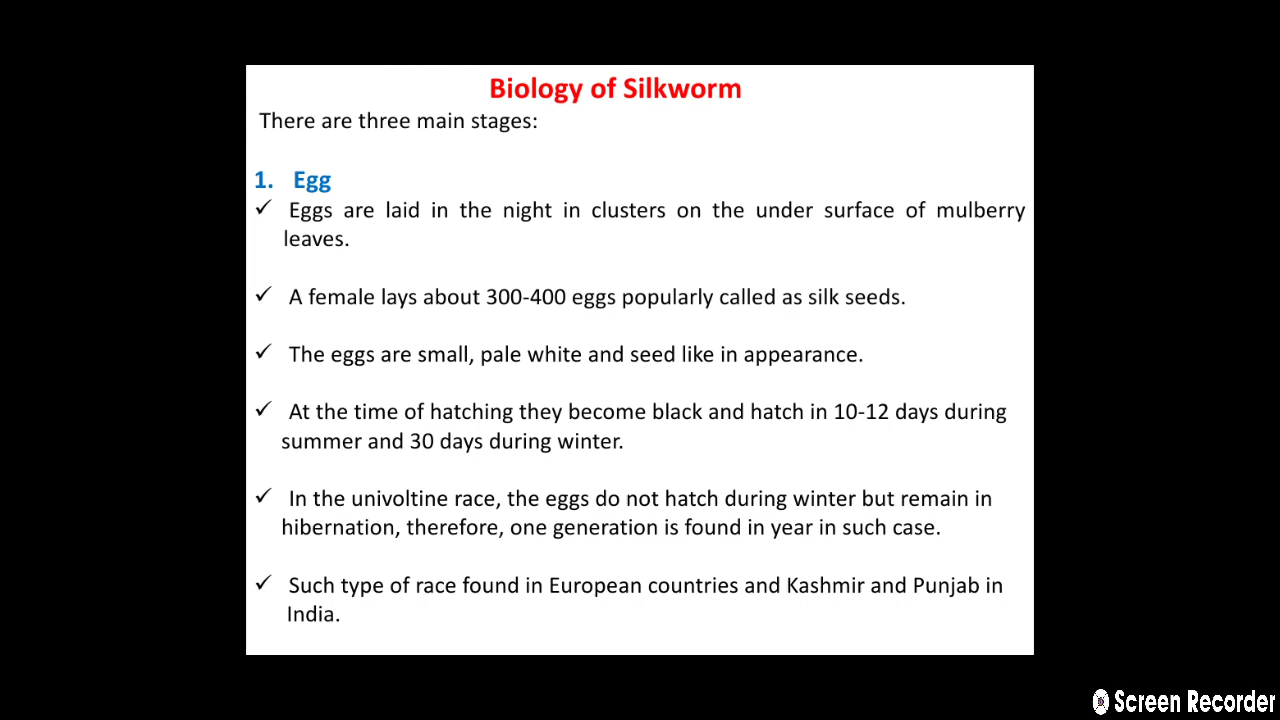 Biology of Silkworm
There are three main stages:
1. Egg
✓ Eggs are laid in the night in clusters on the under surface of mulberry
leaves.
✓ A female lays about 300-400 eggs popularly called as silk seeds.
✓ The eggs are small, pale white and seed like in appearance.
✓ At the time of hatching they become black and hatch in 10-12 days during
summer and 30 days during winter.
✓ In the univoltine race, the eggs do not hatch during winter but remain in
hibernation, therefore, one generation is found in year in such case.
✓ Such type of race found in European countries and Kashmir and Punjab in
India.
Screen Recorder